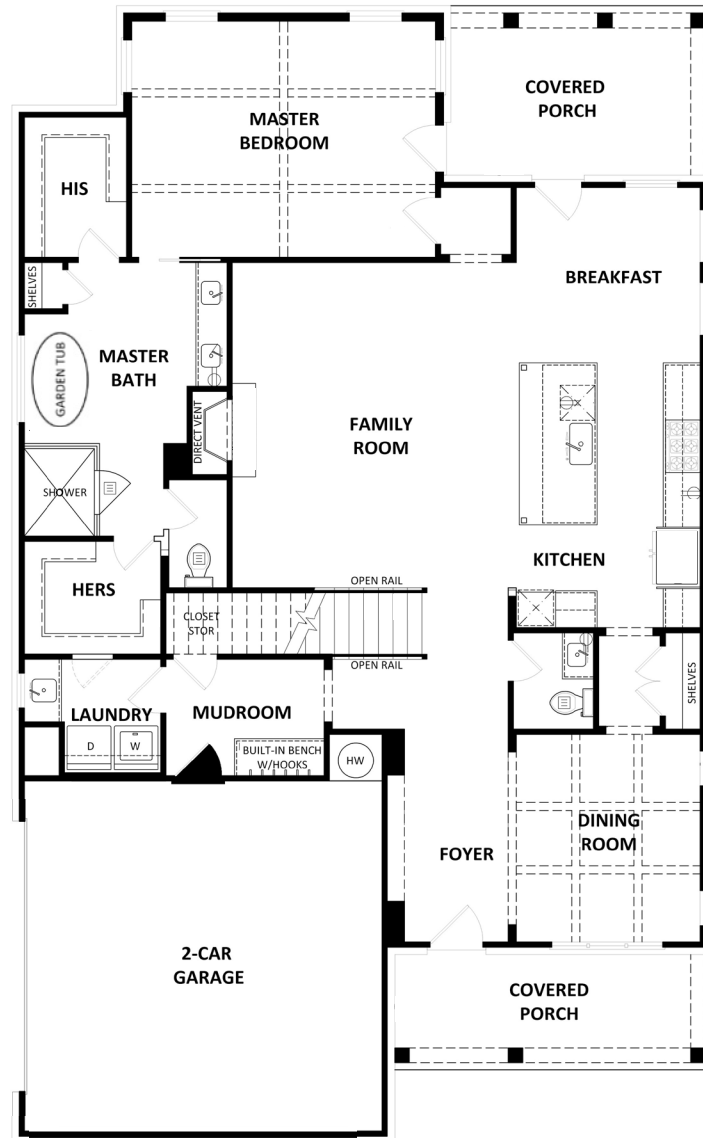 COVERED
PORCH
MASTER
BEDROOM
HIS
SHELVES
BREAKFAST
GARDEN TUB
MASTER
BATH
DIRECT VENT
FAMILY
ROOM
SHOWER
KITCHEN
HERS
OPEN RAIL
CLOSET
STOR
OPEN RAIL
SHELVES
LAUNDRY
MUDROOM
D
W
BUILT-IN BENCH
W/HOOKS
HW
DINING
ROOM
FOYER
2-CAR
GARAGE
COVERED
PORCH